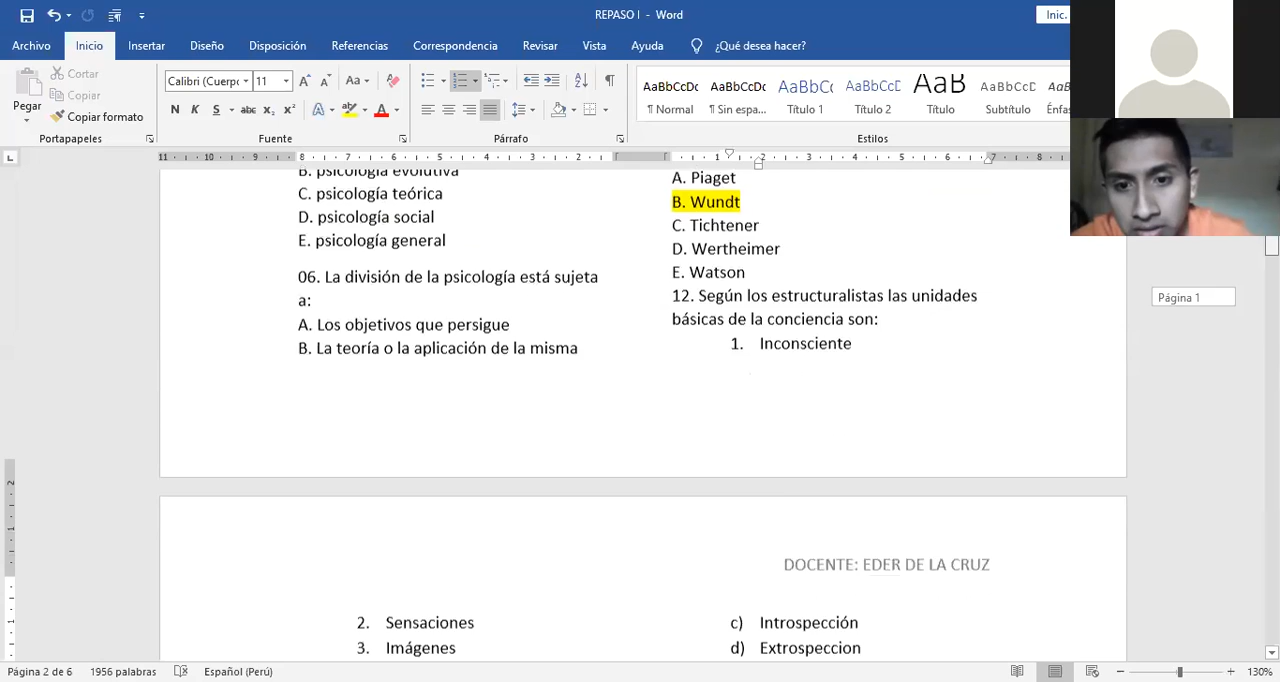 REPASO I - Word
Inic.
Archivo Inicio Insertar Diseño Disposición Referencias Correspondencia Revisar Vista Ayuda ¿Qué desea hacer?
Pegar
Cortar
Copiar
Copiar formato
Portapapeles
Calibri (Cuerpo 11
Fuente
Párrafo
AaBbCcDc AaBbCcDc AaBbCc AaBbCcD AaB AaBbCcD
¶ Normal ¶ Sin espa... Título 1 Título 2 Título Subtítulo Énfas
Estilos
B. psicología evolutiva
C. psicología teórica
D. psicología social
E. psicología general
06. La división de la psicología está sujeta
a:
A. Los objetivos que persigue
B. La teoría o la aplicación de la misma
A. Piaget
B. Wundt
C. Tichtener
D. Wertheimer
E. Watson
12. Según los estructuralistas las unidades
básicas de la conciencia son:
1. Inconsciente
Página 1
DOCENTE: EDER DE LA CRUZ
2. Sensaciones
3. Imágenes
c) Introspección
d) Extrospeccion
Página 2 de 6 1956 palabras Español (Perú) 130%